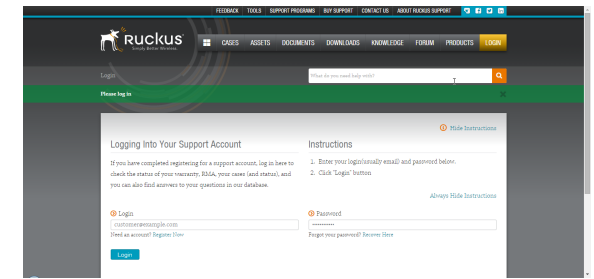 FEEDBACK TOOLS SUPPORT PROGRAMS BUY SUPPORT CONTACT US ABOUT RUCKUS SUPPORT
RUCKUS
Simply Better Wireless.
CASES ASSETS DOCUMENTS DOWNLOADS KNOWLEDGE FORUM PRODUCTS LOGIN
Login
What do you need help with?
Please log in
Hide Instructions
Logging Into Your Support Account
If you have completed registering for a support account, log in here to
check the status of your warranty, RMA, your cases (and status), and
you can also find answers to your questions in our database.
Instructions
1. Enter your login(usually email) and password below.
2. Click "Login" button
Always Hide Instructions
Login
customer@example.com
Need an account? Register Now
Password
Forgot your password? Recover Here
Login